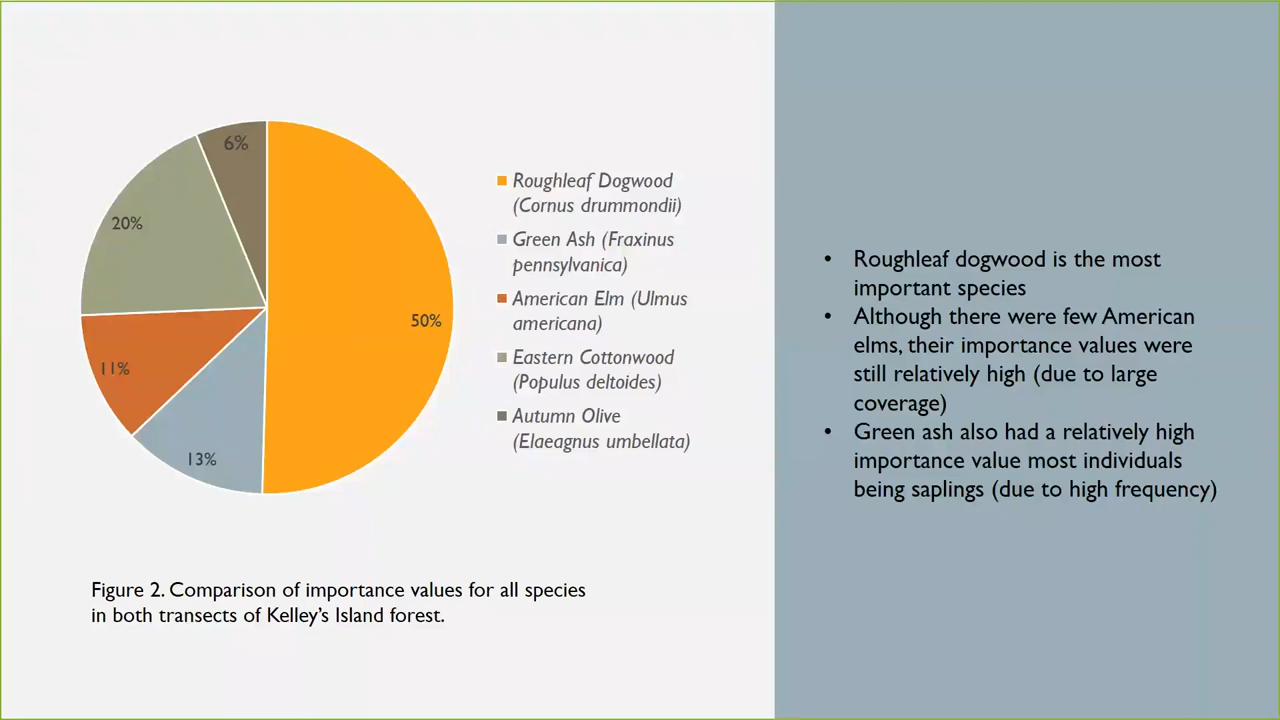 6%
20%
50%
11%
13%
Roughleaf Dogwood
(Cornus drummondii)
Green Ash (Fraxinus
pennsylvanica)
American Elm (Ulmus
americana)
Eastern Cottonwood
(Populus deltoides)
Autumn Olive
(Elaeagnus umbellata)
Figure 2. Comparison of importance values for all species
in both transects of Kelley's Island forest.
• Roughleaf dogwood is the most
important species
• Although there were few American
elms, their importance values were
still relatively high (due to large
coverage)
• Green ash also had a relatively high
importance value most individuals
being saplings (due to high frequency)